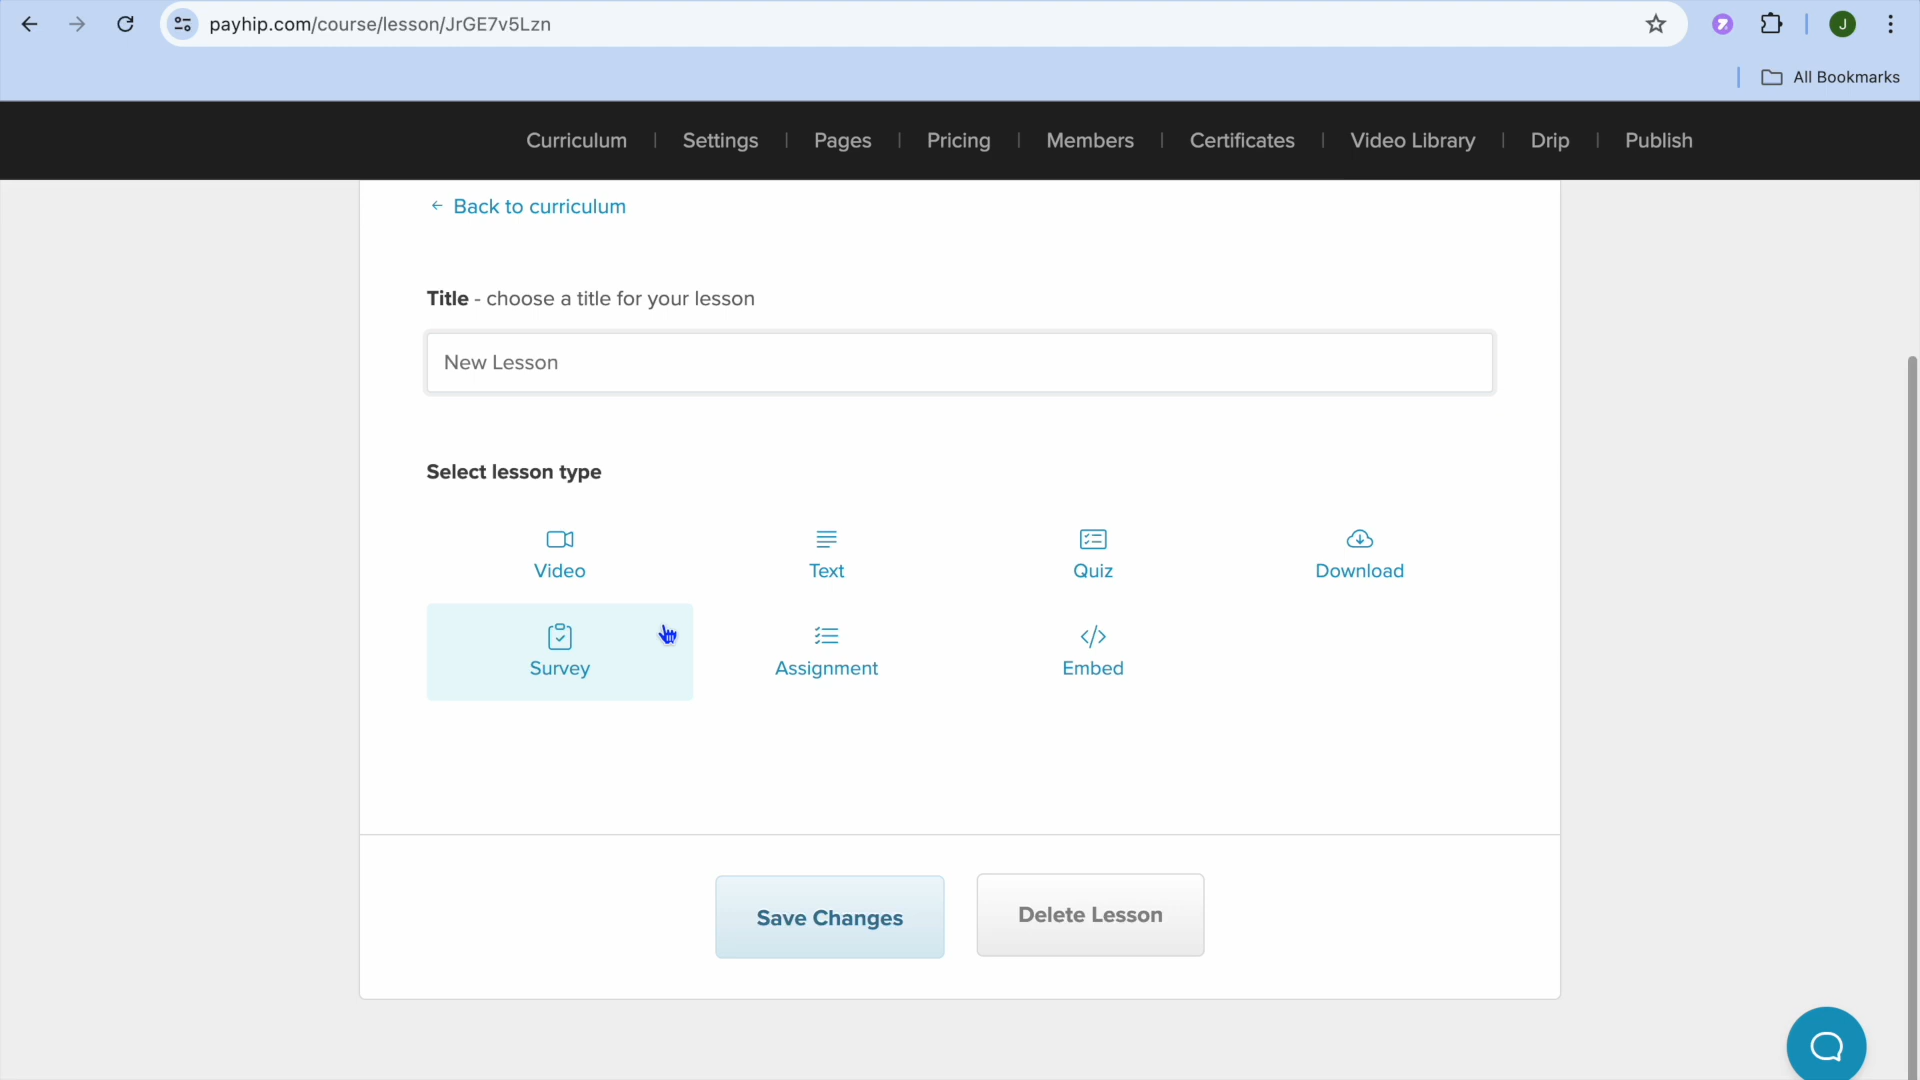 payhip.com/course/lesson/JrGE7v5Lzn
J
All Bookmarks
Curriculum | Settings | Pages | Pricing | Members | Certificates | Video Library | Drip | Publish
← Back to curriculum
Title - choose a title for your lesson
New Lesson
Select lesson type
Video Text Quiz Download
Survey Assignment Embed
Save Changes Delete Lesson